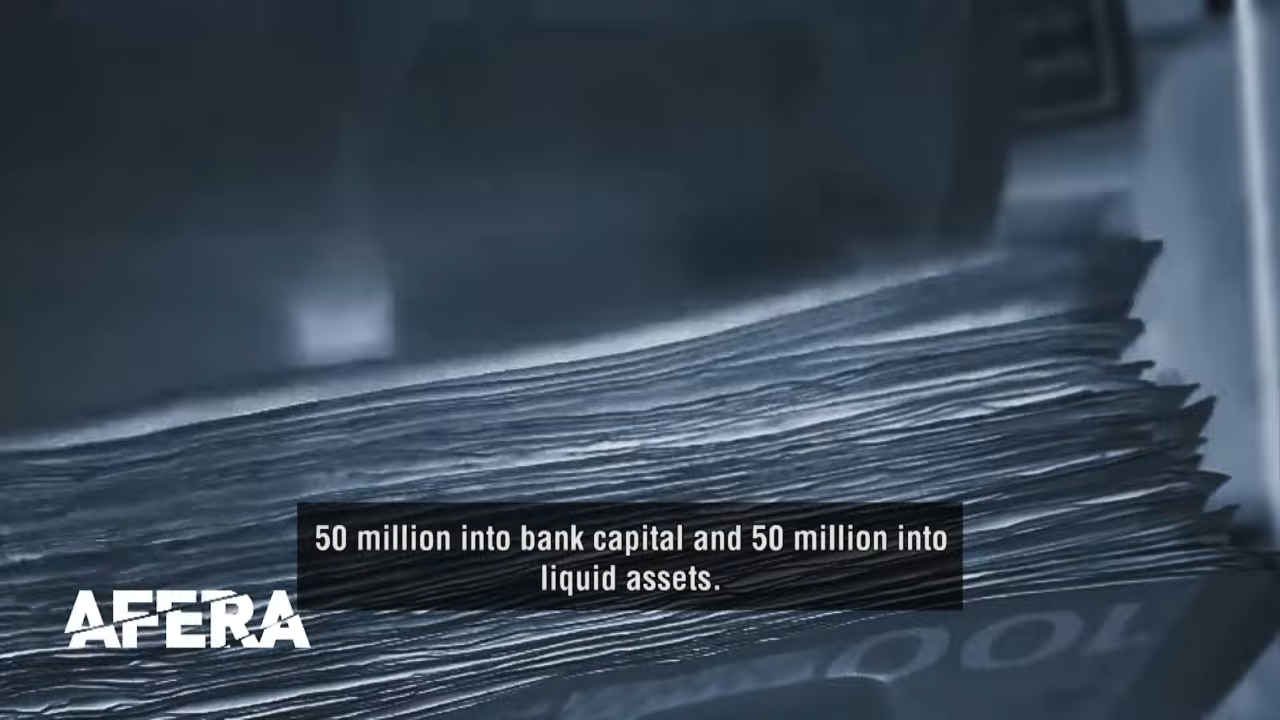 50 million into bank capital and 50 million into
liquid assets.
AFERA